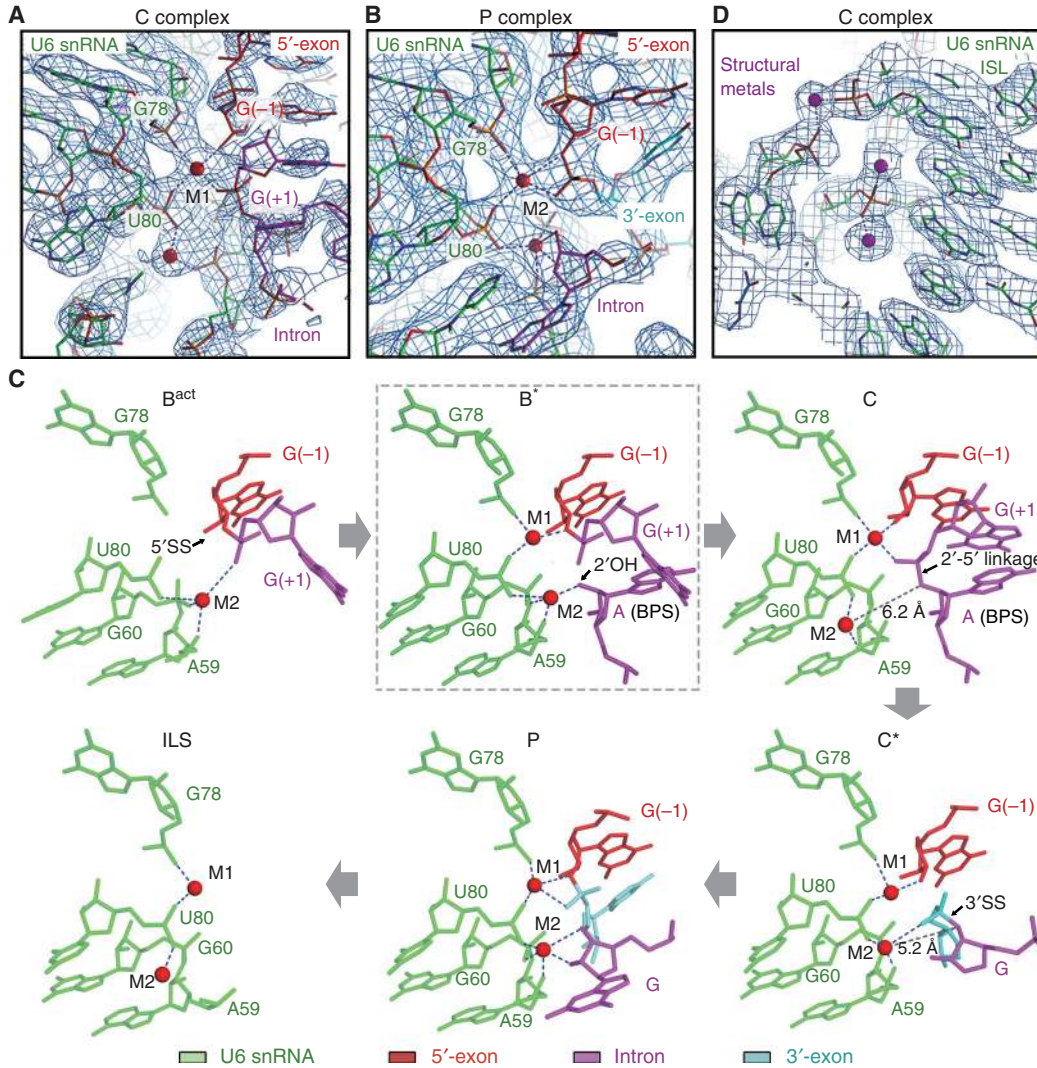 A
C complex
U6 snRNA
5′-exon
G78
G(−1)
M1
G(+1)
U80
Intron
B
P complex
U6 snRNA
5′-exon
G78
G(−1)
M2
3′-exon
U80
Intron
D
C complex
Structural
metals
U6 snRNA
ISL
C
Bact
G(−1)
5′SS
U80
G(+1)
M2
G60
A59
B*
G78
G(−1)
M1
U80
G(+1)
2′OH
M2
G60
A (BPS)
A59
C
G78
G(−1)
G(+1
M1
U80
2′-5′ linkage
6.2 Å
G60
M2
A (BPS)
A59
ILS
G78
M1
U80
G60
M2
A59
P
G78
G(−1)
M1
U80
M2
G60
G
A59
C*
G78
G(−1)
M1
U80
3′SS
M2
5.2 Å
G60
G
A59
U6 snRNA
5′-exon
Intron
3′-exon